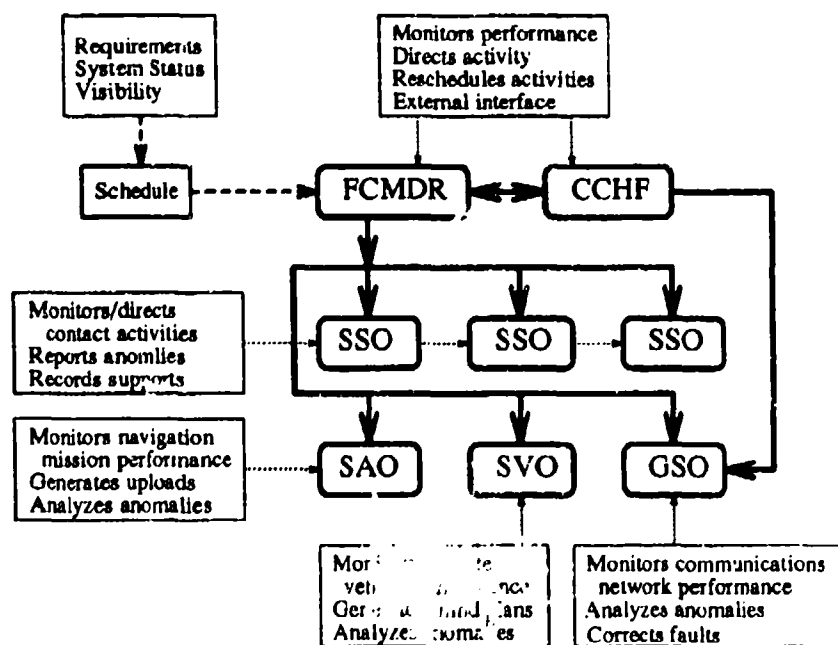 Requirements
System Status
Visibility
Monitors performance
Directs activity
Reschedules activities
External interface
Schedule
FCMDR
CCHF
Monitors/directs
contact activities
Reports anomlies
Records supports
SSO
SSO
SSO
Monitors navigation
mission performance
Generates uploads
Analyzes anomalies
SAO
SVO
GSO
Analyzes
Monitors communications
network performance
Analyzes anomalies
Corrects faults